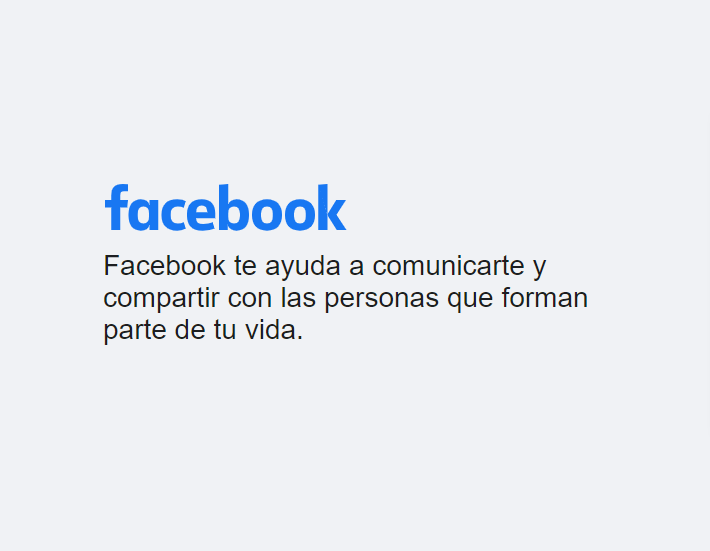 facebook
Facebook te ayuda a comunicarte y
compartir con las personas que forman
parte de tu vida.